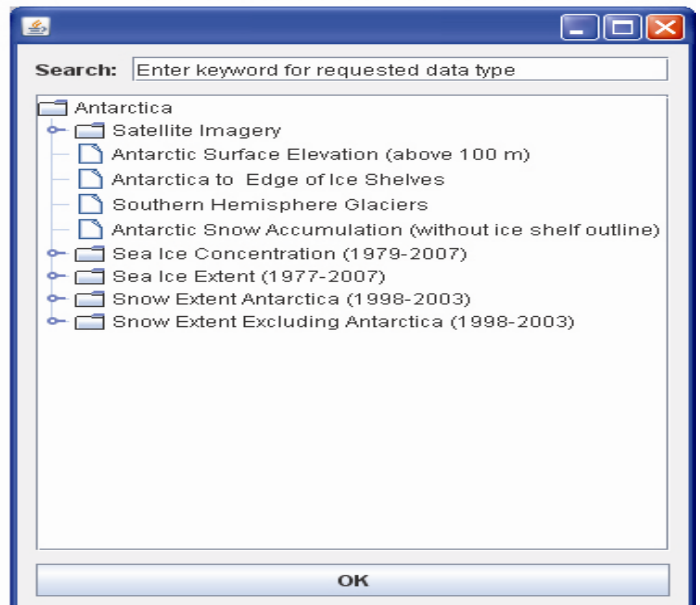 Search: Enter keyword for requested data type
Antarctica
Satellite Imagery
Antarctic Surface Elevation (above 100 m)
Antarctica to Edge of Ice Shelves
Southern Hemisphere Glaciers
Antarctic Snow Accumulation (without ice shelf outline)
Sea Ice Concentration (1979-2007)
Sea Ice Extent (1977-2007)
Snow Extent Antarctica (1998-2003)
Snow Extent Excluding Antarctica (1998-2003)
OK